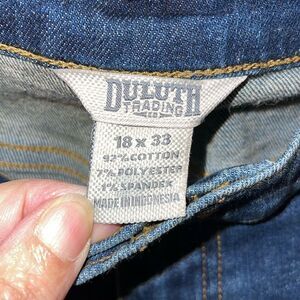 DULUTH
TRADING
CO
18 x 33
92% COTTON
7% POLYESTER
1% SPANDEX
MADE IN INDONESIA